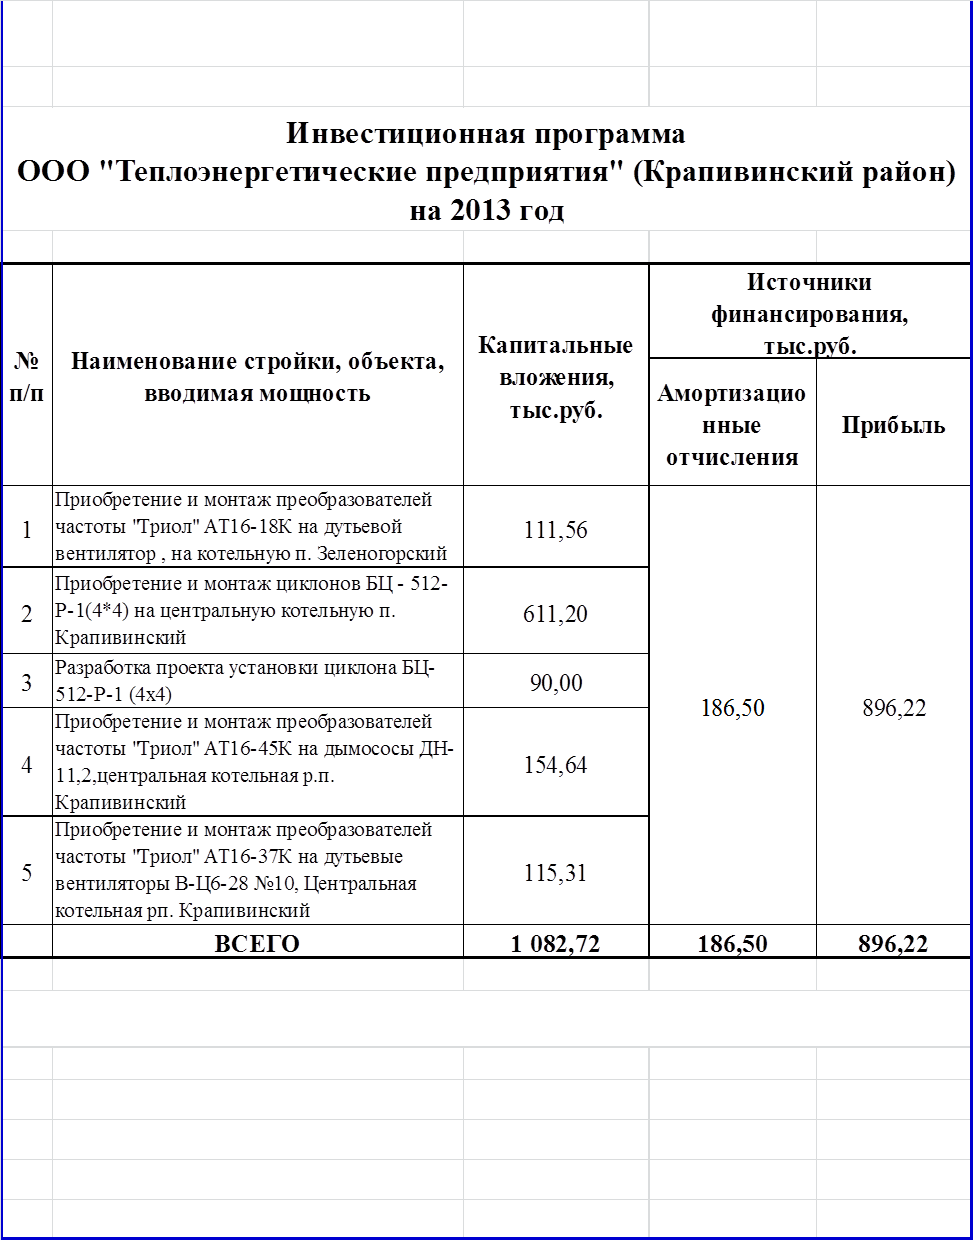 Инвестиционная программа
ООО "Теплоэнергетические предприятия" (Крапивинский район)
на 2013 год
№
п/п
Наименование стройки, объекта,
вводимая мощность
Капитальные
вложения,
тыс.руб.
Источники
финансирования,
тыс.руб.
Амортизацио
нные
отчисления
Прибыль
1
Приобретение и монтаж преобразователей
частоты "Триол" АТ16-18К на дутьевой
вентилятор , на котельную п. Зеленогорский
111,56
2
Приобретение и монтаж циклонов БЦ - 512-
Р-1(4*4) на центральную котельную п.
Крапивинский
611,20
3
Разработка проекта установки циклона БЦ-
512-Р-1 (4х4)
90,00
186,50
896,22
4
Приобретение и монтаж преобразователей
частоты "Триол" АТ16-45К на дымососы ДН-
11,2,центральная котельная р.п.
Крапивинский
154,64
5
Приобретение и монтаж преобразователей
частоты "Триол" АТ16-37К на дутьевые
вентиляторы В-Ц6-28 №10, Центральная
котельная рп. Крапивинский
115,31
ВСЕГО
1 082,72
186,50
896,22